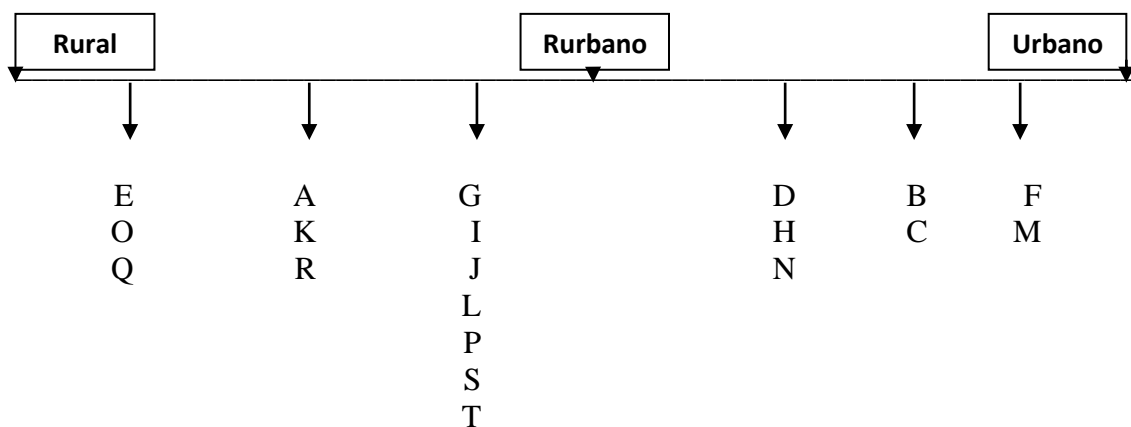 Rural Rurbano Urbano
E A G D B F
O K I H C M
Q R J N
L
P
S
T